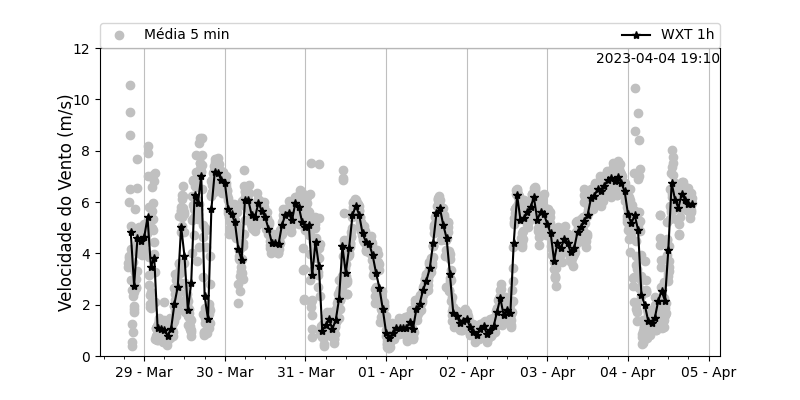 Média 5 min
WXT 1h
2023-04-04 19:10
Velocidade do Vento (m/s)
12
10
8
6
4
2
0
29 - Mar
30 - Mar
31 - Mar
01 - Apr
02 - Apr
03 - Apr
04 - Apr
05 - Apr